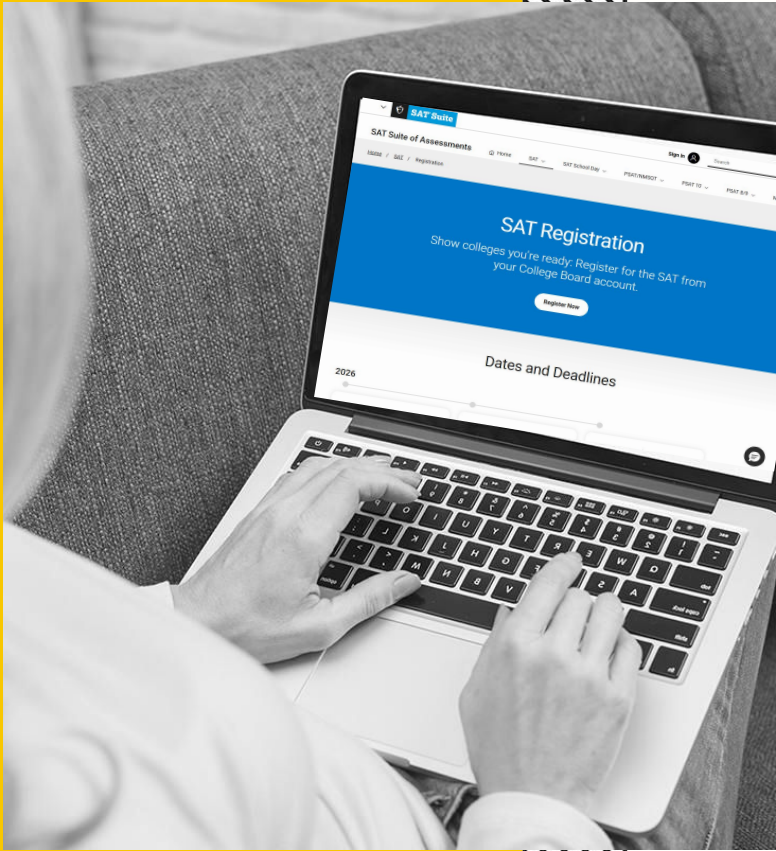 SAT Suite
SAT Suite of Assessments
Home
SAT
SAT School Day
PSAT/NMSQT
PSAT 10
PSAT 8/9
N
Sign In
Search
Home / SAT / Registration
SAT Registration
Show colleges you're ready: Register for the SAT from
your College Board account.
Register Now
Dates and Deadlines
2026